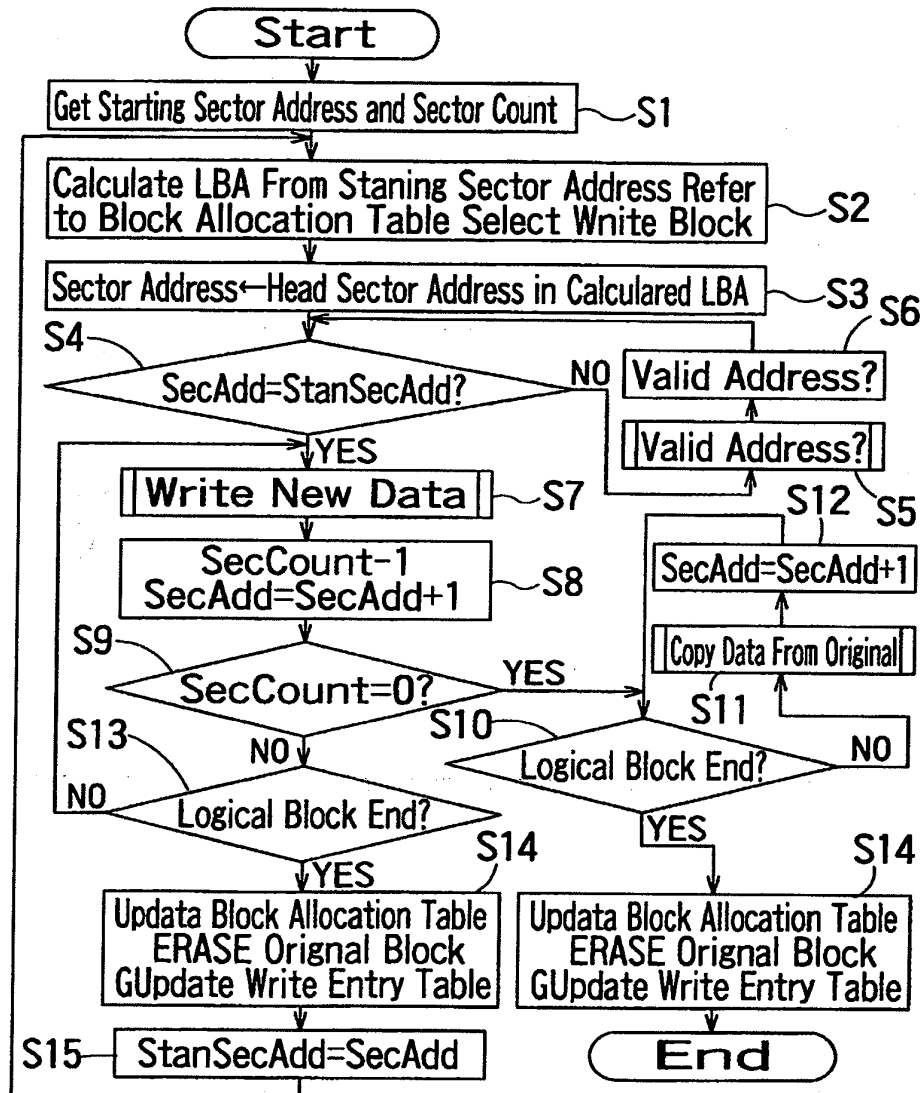 Start
Get Starting Sector Address and Sector Count
S1
Calculate LBA From Staning Sector Address Refer
to Block Allocation Table Select Wnite Block
S2
Sector Address←Head Sector Address in Calculared LBA
S3
S6
S4
SecAdd=StanSecAdd?
NO
Valid Address?
YES
Valid Address?
S5
Write New Data
S7
S12
SecCount-1
SecAdd=SecAdd+1
S8
SecAdd=SecAdd+1
S9
SecCount=0?
YES
Copy Data From Original
S11
S10
S13
NO
Logical Block End?
NO
NO
Logical Block End?
YES
YES
S14
S14
Updata Block Allocation Table
ERASE Orignal Block
GUpdate Write Entry Table
Updata Block Allocation Table
ERASE Orignal Block
GUpdate Write Entry Table
S15
StanSecAdd=SecAdd
End